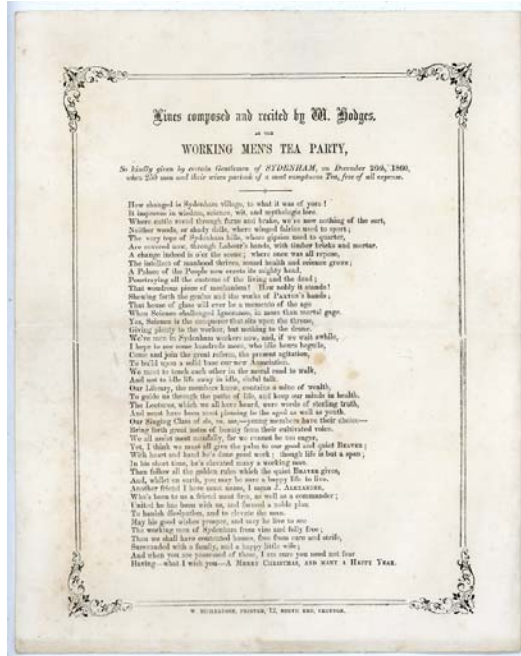 Lines composed and recited by W. Hodges,
AT THE
WORKING MEN'S TEA PARTY,
So kindly given by certain Gentlemen of SYDENHAM, on December 26th, 1860,
when 250 men and their wives partook of a most sumptuous Tea, free of all expense.
How changed is Sydenham village, to what it was of yore!
It improves in wisdom, science, wit, and mythologic lore.
Where cattle roved through furze and brake, we've now nothing of the sort,
Neither woods, or shady dells, where winged fairies used to sport;
The very tops of Sydenham hills, where gipsies used to quarter,
Are covered now, through Labour's hands, with timber bricks and mortar.
A change indeed is o'er the scene; where once was all repose,
The intellect of manhood thrives, sound health and science grows;
A Palace of the People now erects its mighty head.
Pourtraying all the customs of the living and the dead;
That wondrous piece of mechanism! How nobly it stands!
Shewing forth the genius and the works of PAXTON's hands;
That house of glass will ever be a memento of the age
When Science challenged Ignorance, in more than mortal gage.
Yes, Science is the conqueror that sits upon the throne,
Giving plenty to the worker, but nothing to the drone.
We've men in Sydenham workers now, and, if we wait awhile,
I hope to see some hundreds more, who idle hours beguile,
Come and join the great reform, the present agitation,
To build upon a solid base our new Association.
We meet to teach each other in the moral road to walk,
And not to idle life away in idle, sinful talk.
Our Library, the members know, contains a mine of wealth,
To guide us through the paths of life, and keep our minds in health.
The Lectures, which we all have heard, were words of sterling truth,
And must have been most pleasing to the aged as well as youth.
Our Singing Class of do, re, mi,—young members have their choice—
Bring forth great notes of beauty from their cultivated voice.
We all assist most manfully, for we cannot be too eager,
Yet, I think we must all give the palm to our good and quiet BEAVER;
With heart and hand he's done good work; though life is but a span;
In his short time, he's elevated many a working man.
Then follow all the golden rules which the quiet BEAVER gives,
And, whilst on earth, you may be sure a happy life to live.
Another friend I here must name, I mean J. ALEXANDER,
Who's been to us a friend most firm, as well as a commander;
United he has been with us, and formed a noble plan
To banish dissipation, and to elevate the man.
May his good wishes prosper, and may he live to see
The working men of Sydenham from vice and folly free;
Then we shall have contented homes, free from care and strife,
Surrounded with a family, and a happy little wife;
And when you are possessed of these, I am sure you need not fear
Having—what I wish you—A MERRY CHRISTMAS, AND MANY A HAPPY YEAR.
W. RICHARDSON, PRINTER, 12, NORTH END, CROYDON.